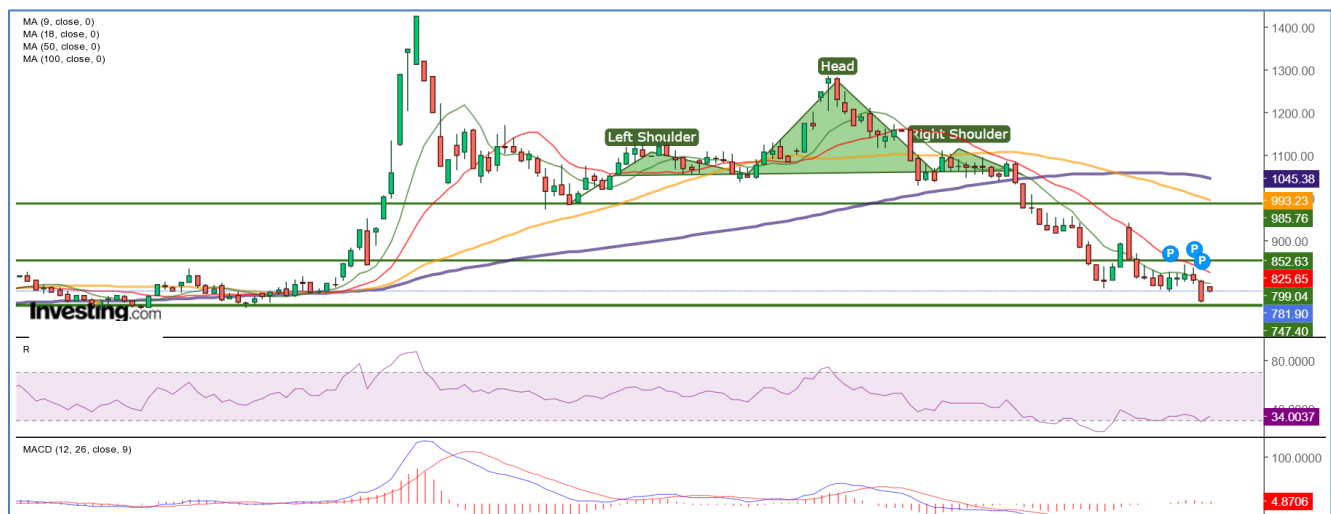 MA (9, close, 0)
MA (18, close, 0)
MA (50, close, 0)
MA (100, close, 0)
Head
Left Shoulder
Right Shoulder
P
P
P
1400.00
1300.00
1200.00
1100.00
1045.38
993.23
985.76
900.00
852.63
825.65
799.04
781.90
747.40
Investing.com
R
80.0000
34.0037
MACD (12, 26, close, 9)
100.0000
4.8706